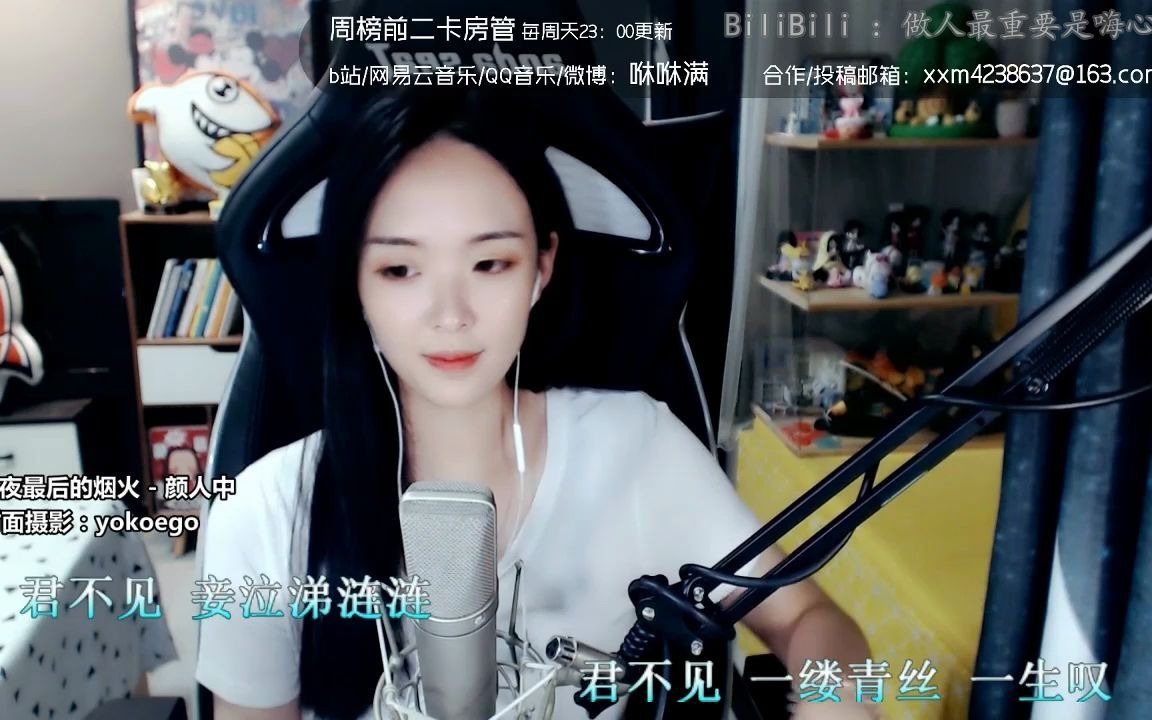 周榜前二卡房管 每周天23：00更新
BiliBili ：做人最重要是嗨心
b站/网易云音乐/QQ音乐/微博：咻咻满
合作/投稿邮箱：xxm4238637@163.com
夜最后的烟火 - 颜人中
面摄影：yokoego
君不见 妾泣涕涟涟
君不见 一缕青丝 一生叹